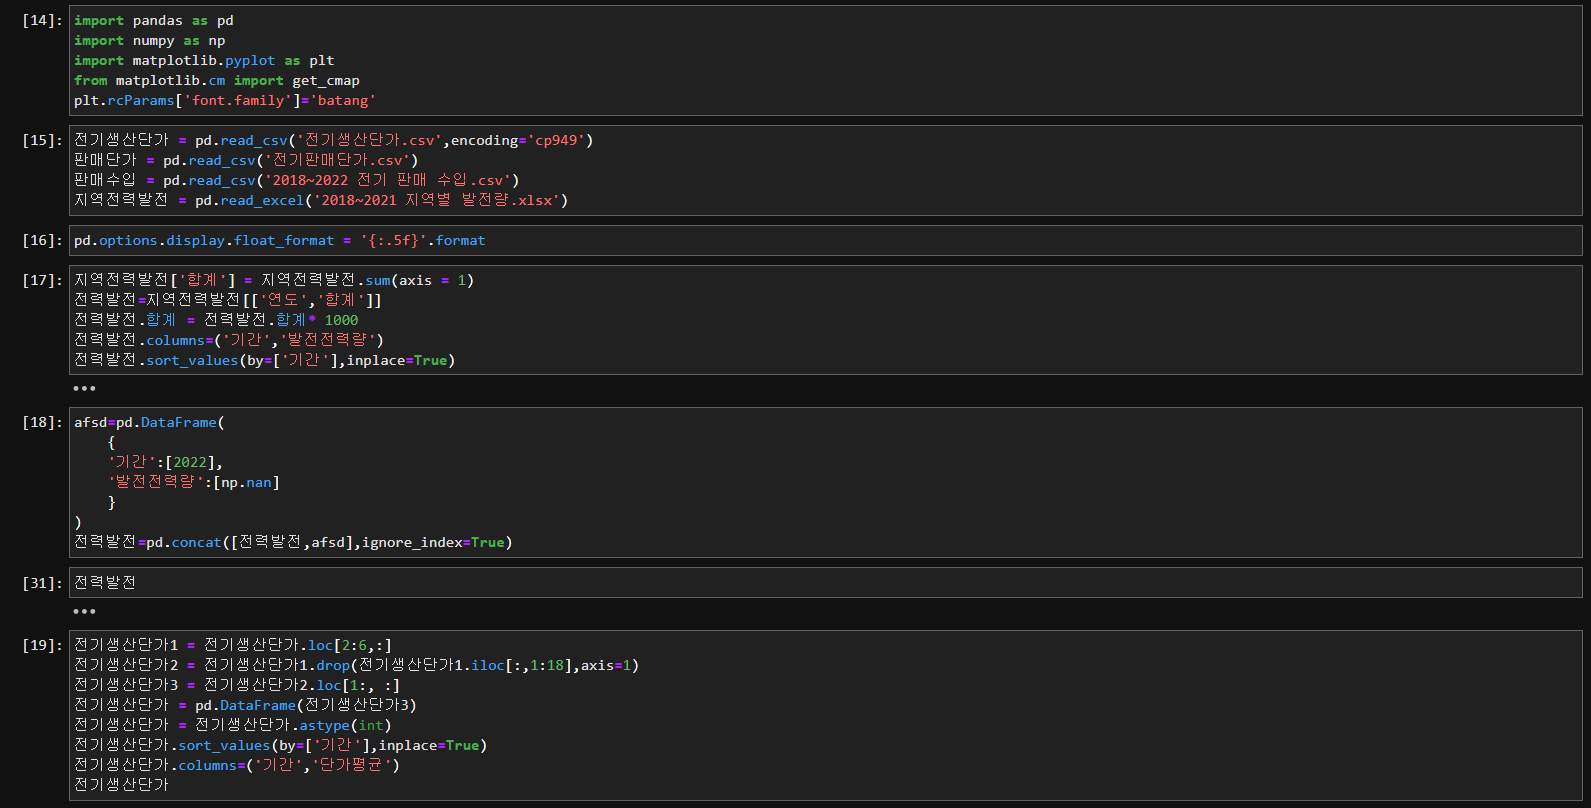 [14]: import pandas as pd
import numpy as np
import matplotlib.pyplot as plt
from matplotlib.cm import get_cmap
plt.rcParams['font.family']='batang'
[15]: 전기생산단가 = pd.read_csv('전기생산단가.csv',encoding='cp949')
판매단가 = pd.read_csv('전기판매단가.csv')
판매수입 = pd.read_csv('2018~2022 전기 판매 수입.csv')
지역전력발전 = pd.read_excel('2018~2021 지역별 발전량.xlsx')
[16]: pd.options.display.float_format = '{:.5f}'.format
[17]: 지역전력발전['합계'] = 지역전력발전.sum(axis = 1)
전력발전=지역전력발전[['연도','합계']]
전력발전.합계 = 전력발전.합계* 1000
전력발전.columns=('기간','발전전력량')
전력발전.sort_values(by=['기간'],inplace=True)
•••
[18]: afsd=pd.DataFrame(
{
'기간':[2022],
'발전전력량':[np.nan]
}
)
전력발전=pd.concat([전력발전,afsd],ignore_index=True)
[31]: 전력발전
•••
[19]: 전기생산단가1 = 전기생산단가.loc[2:6,:]
전기생산단가2 = 전기생산단가1.drop(전기생산단가1.iloc[:,1:18],axis=1)
전기생산단가3 = 전기생산단가2.loc[1:, :]
전기생산단가 = pd.DataFrame(전기생산단가3)
전기생산단가 = 전기생산단가.astype(int)
전기생산단가.sort_values(by=['기간'],inplace=True)
전기생산단가.columns=('기간','단가평균')
전기생산단가